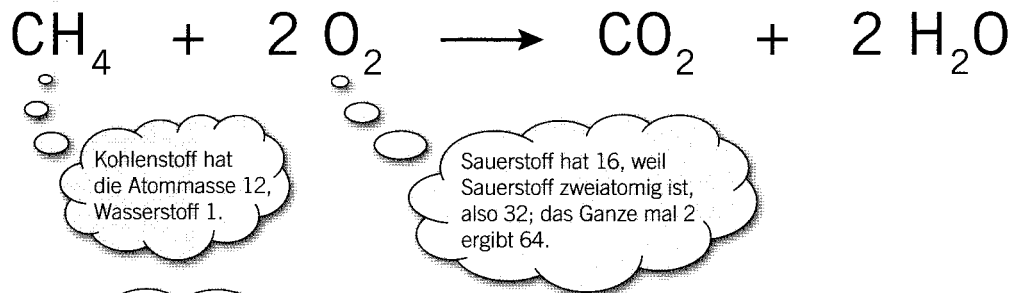 CH₄ + 2 O₂ → CO₂ + 2 H₂O
Kohlenstoff hat
die Atommasse 12,
Wasserstoff 1.
Sauerstoff hat 16, weil
Sauerstoff zweiatomig ist,
also 32; das Ganze mal 2
ergibt 64.